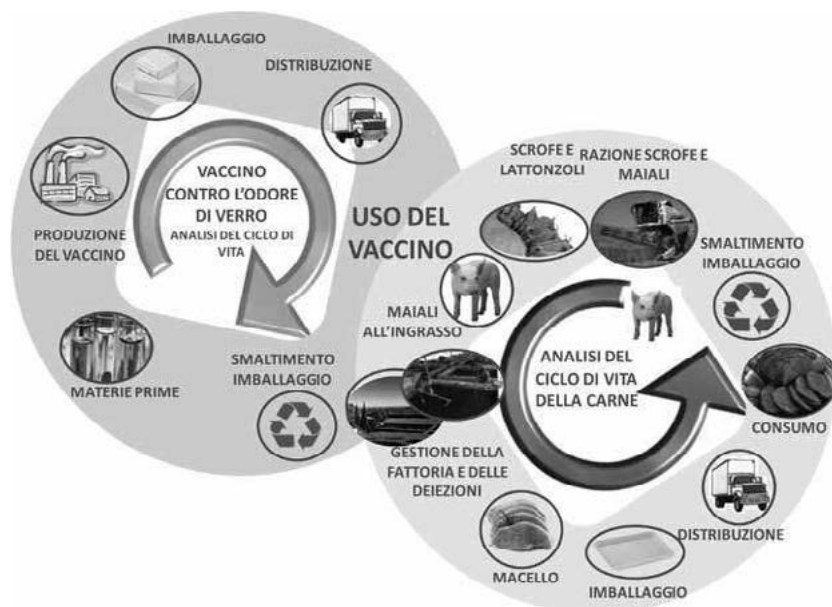 IMBALLAGGIO
DISTRIBUZIONE
VACCINO
CONTRO L'ODORE
DI VERRO
ANALISI DEL CICLO DI
VITA
PRODUZIONE
DEL VACCINO
MATERIE PRIME
SMALTIMENTO
IMBALLAGGIO
USO DEL
VACCINO
SCROFE E
LATTONZOLI
RAZIONE SCROFE E
MAIALI
SMALTIMENTO
IMBALLAGGIO
MAIALI
ALL'INGRASSO
ANALISI DEL
CICLO DI VITA
DELLA CARNE
CONSUMO
GESTIONE DELLA
FATTORIA E DELLE
DEIEZIONI
DISTRIBUZIONE
MACELLO
IMBALLAGGIO